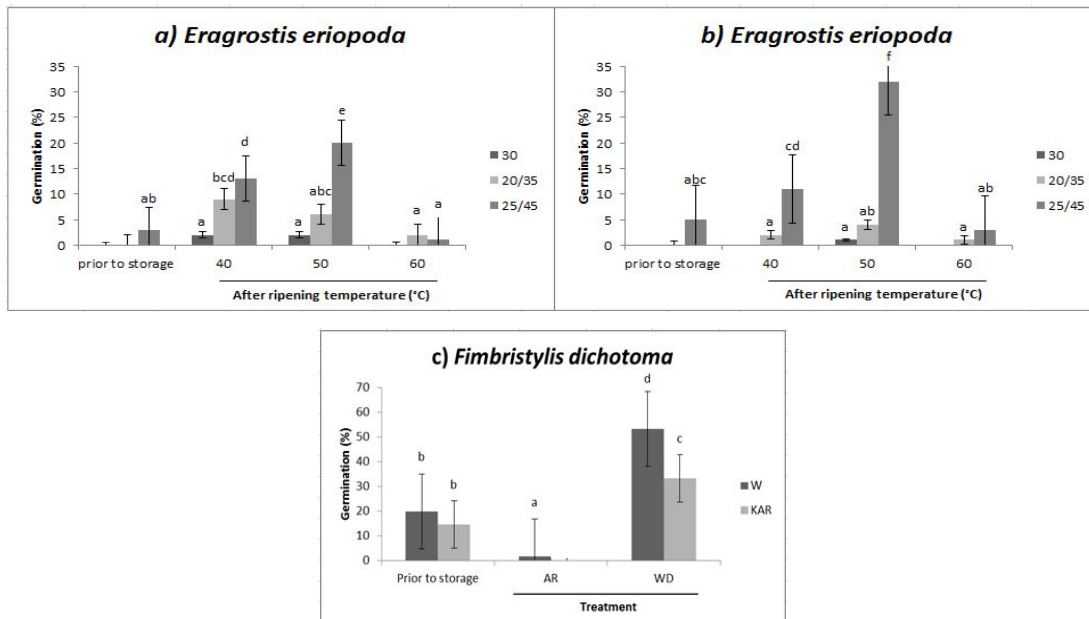 a) Eragrostis eriopoda
35
30
25
20
15
10
5
0
Germination (%)
ab
a
bcd
d
a
abc
e
a
a
prior to storage 40 50 60
After ripening temperature (°C)
30
20/35
25/45
b) Eragrostis eriopoda
35
30
25
20
15
10
5
0
Germination (%)
abc
a
cd
a
ab
f
a
ab
prior to storage 40 50 60
After ripening temperature (°C)
30
20/35
25/45
c) Fimbristylis dichotoma
70
60
50
40
30
20
10
0
Germination (%)
b
b
a
d
c
Prior to storage AR WD
Treatment
W
KAR